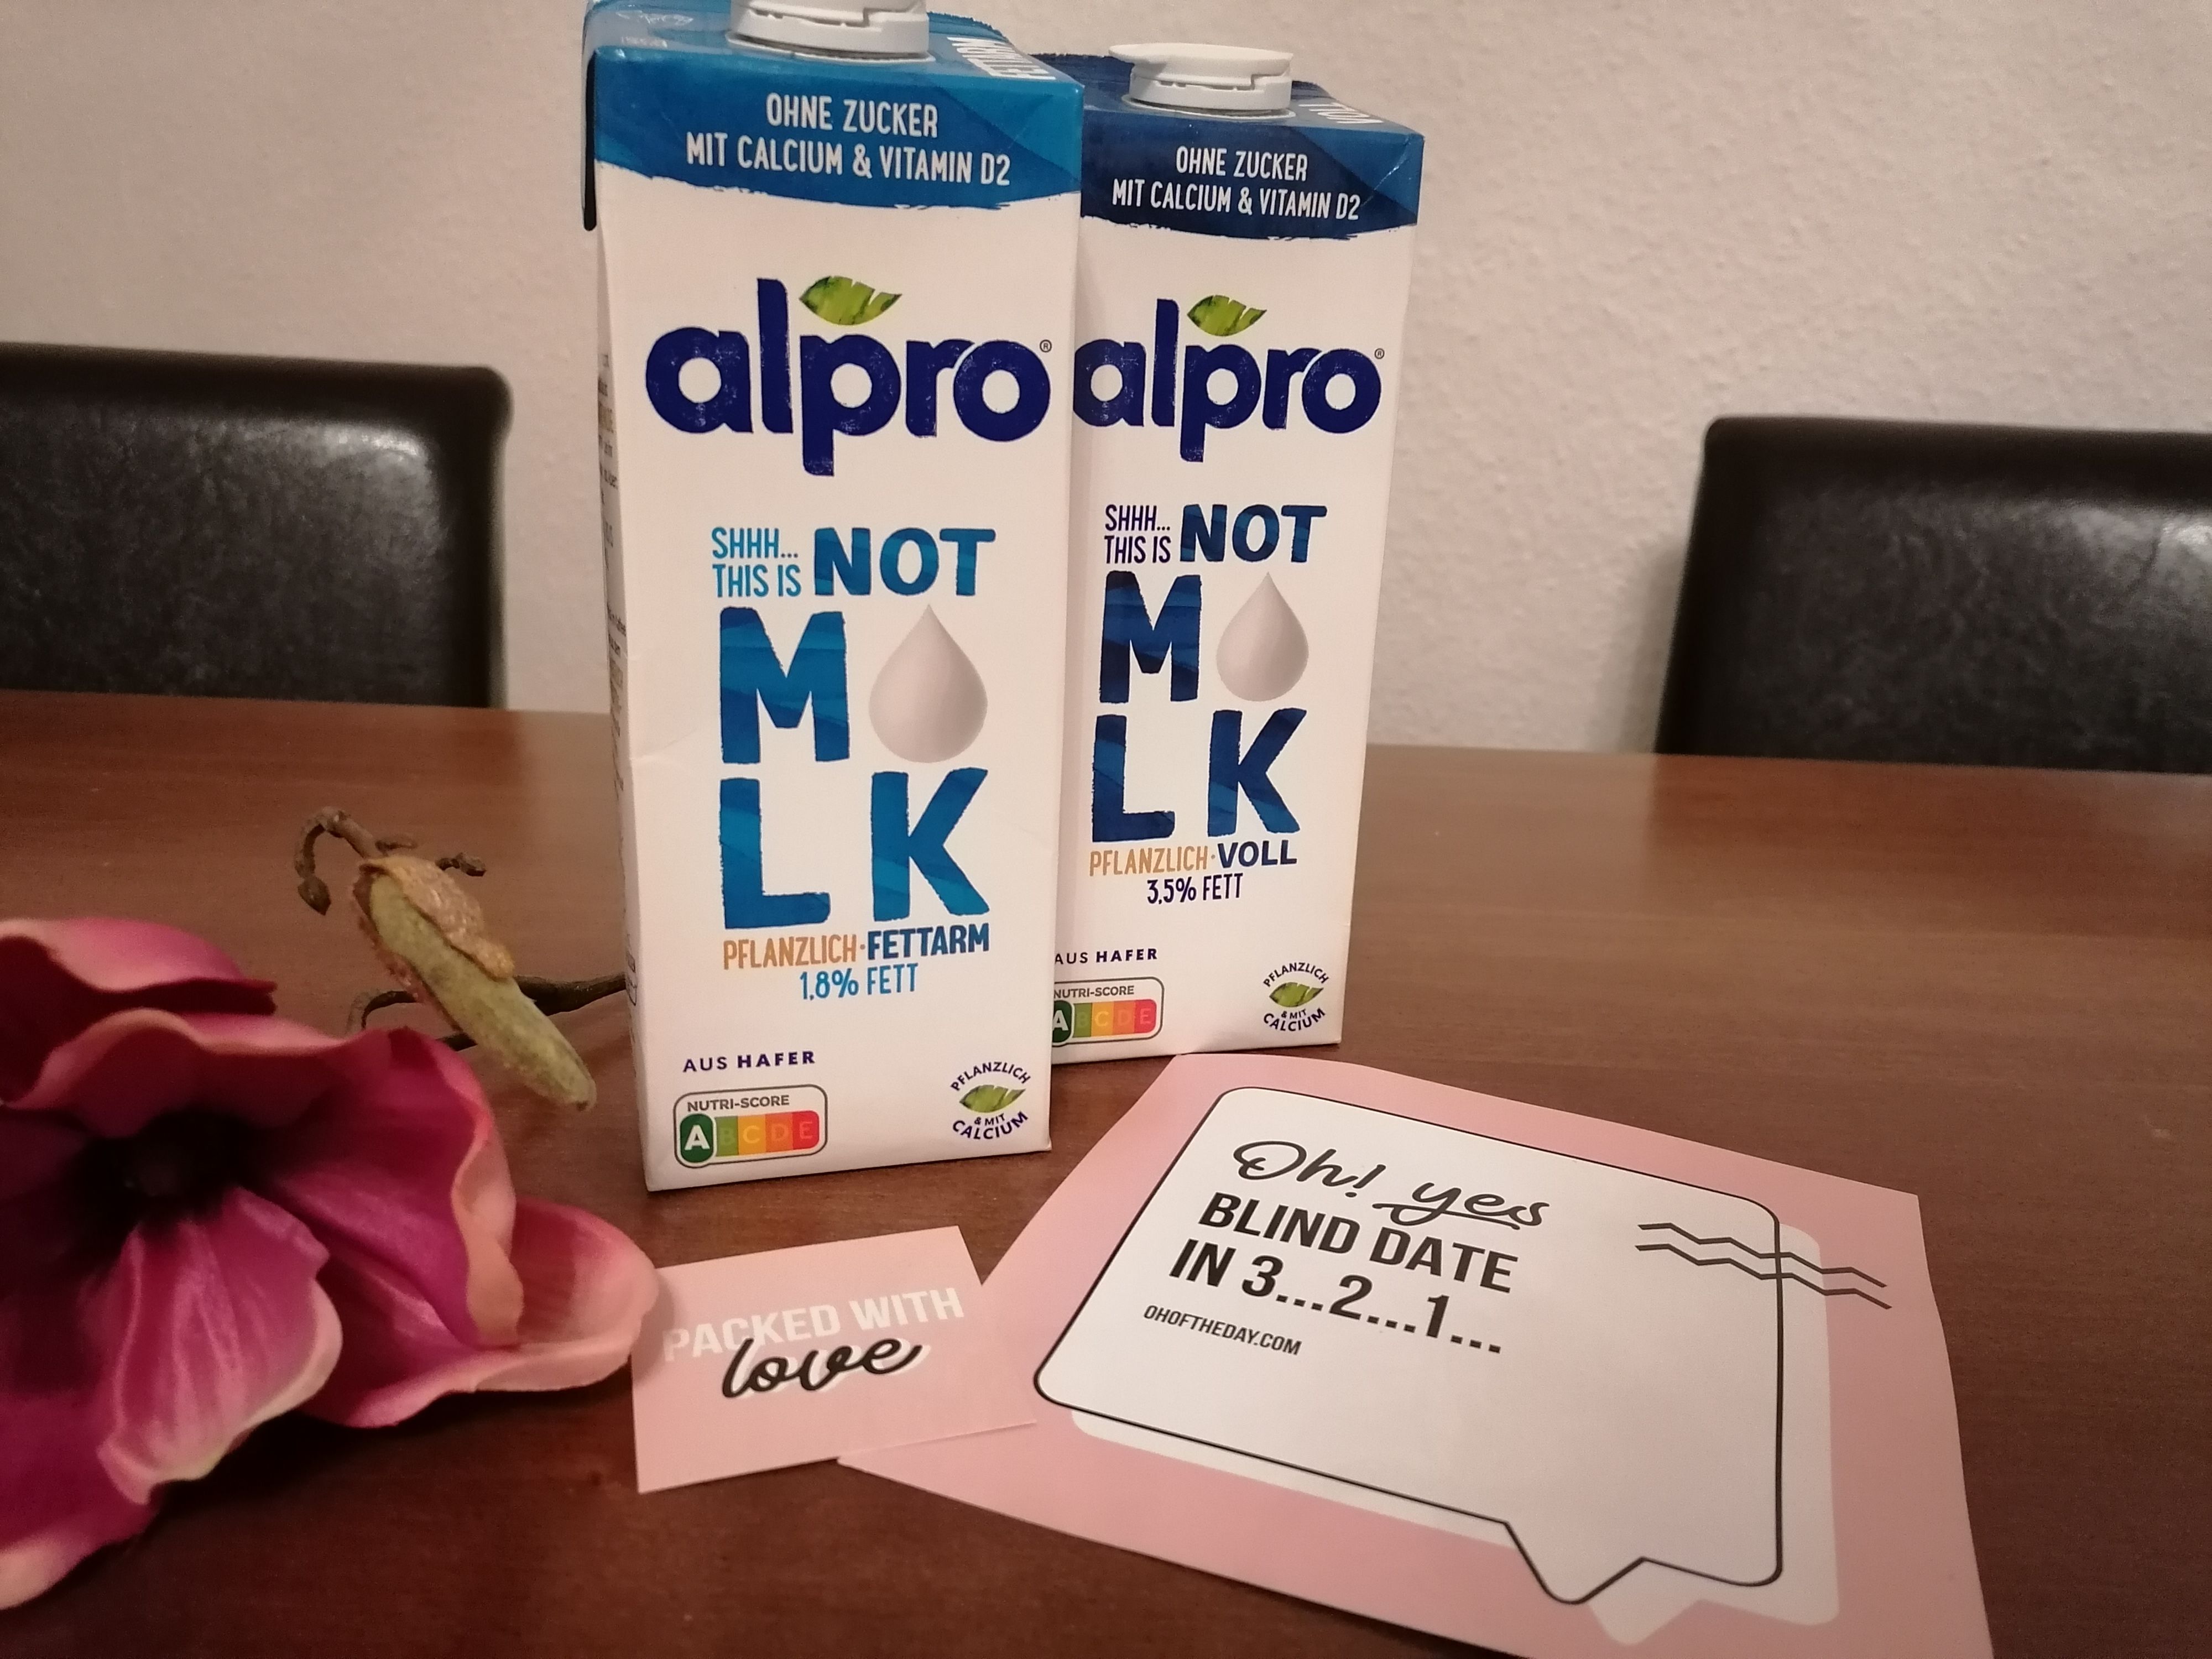 OHNE ZUCKER
MIT CALCIUM & VITAMIN D2
alpro®
SHHH...
THIS IS NOT
M LK
PFLANZLICH·FETTARM
1,8% FETT
AUS HAFER
NUTRI-SCORE
A B C D E
PFLANZLICH
& MIT
CALCIUM
FETTARM
OHNE ZUCKER
MIT CALCIUM & VITAMIN D2
alpro®
SHHH...
THIS IS NOT
M LK
PFLANZLICH·VOLL
3,5% FETT
AUS HAFER
NUTRI-SCORE
A B C D E
PFLANZLICH
& MIT
CALCIUM
VOLL
PACKED WITH
love
Oh! yes
BLIND DATE
IN 3...2...1...
OHOFTHEDAY.COM